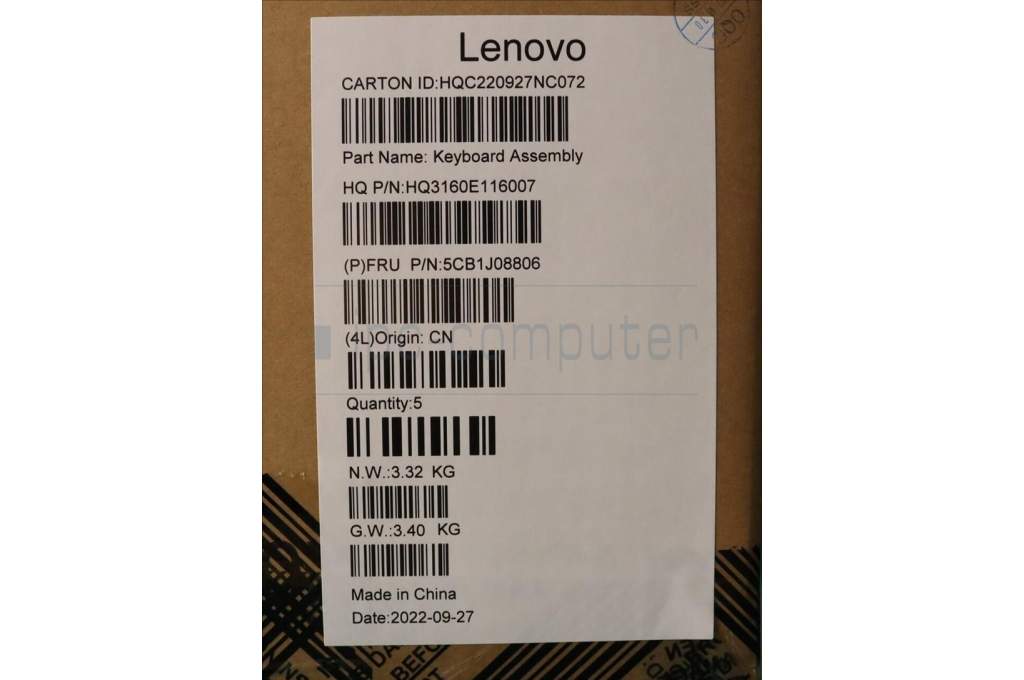 Lenovo
CARTON ID:HQC220927NC072
Part Name: Keyboard Assembly
HQ P/N:HQ3160E116007
(P)FRU P/N:5CB1J08806
ipc-computer
(4L)Origin: CN
Quantity:5
N.W.:3.32 KG
G.W.:3.40 KG
Made in China
Date:2022-09-27